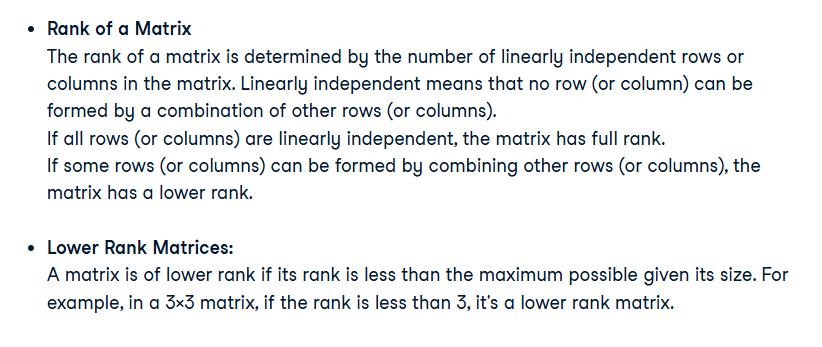 • Rank of a Matrix
The rank of a matrix is determined by the number of linearly independent rows or
columns in the matrix. Linearly independent means that no row (or column) can be
formed by a combination of other rows (or columns).
If all rows (or columns) are linearly independent, the matrix has full rank.
If some rows (or columns) can be formed by combining other rows (or columns), the
matrix has a lower rank.
• Lower Rank Matrices:
A matrix is of lower rank if its rank is less than the maximum possible given its size. For
example, in a 3×3 matrix, if the rank is less than 3, it's a lower rank matrix.